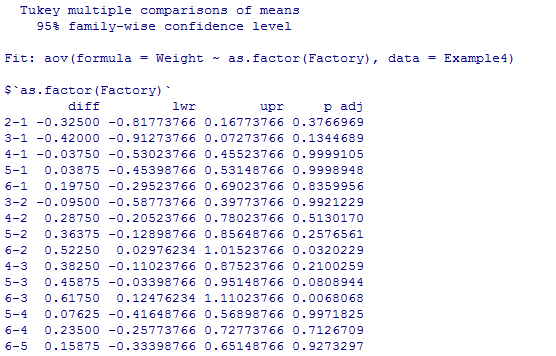 Tukey multiple comparisons of means
95% family-wise confidence level
Fit: aov(formula = Weight ~ as.factor(Factory), data = Example4)
$`as.factor(Factory)`
diff lwr upr p adj
2-1 -0.32500 -0.81773766 0.16773766 0.3766969
3-1 -0.42000 -0.91273766 0.07273766 0.1344689
4-1 -0.03750 -0.53023766 0.45523766 0.9999105
5-1 0.03875 -0.45398766 0.53148766 0.9998948
6-1 0.19750 -0.29523766 0.69023766 0.8359956
3-2 -0.09500 -0.58773766 0.39773766 0.9921229
4-2 0.28750 -0.20523766 0.78023766 0.5130170
5-2 0.36375 -0.12898766 0.85648766 0.2576561
6-2 0.52250 0.02976234 1.01523766 0.0320229
4-3 0.38250 -0.11023766 0.87523766 0.2100259
5-3 0.45875 -0.03398766 0.95148766 0.0808944
6-3 0.61750 0.12476234 1.11023766 0.0068068
5-4 0.07625 -0.41648766 0.56898766 0.9971825
6-4 0.23500 -0.25773766 0.72773766 0.7126709
6-5 0.15875 -0.33398766 0.65148766 0.9273297